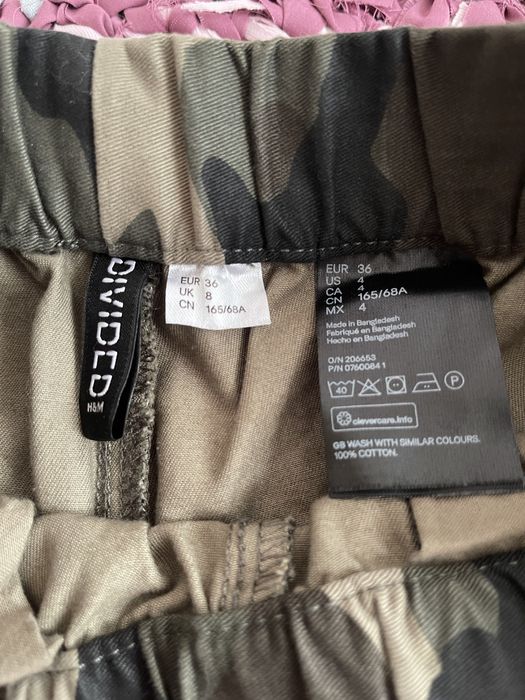 DIVIDED
H&M
EUR 36
UK 8
CN 165/68A
EUR 36
US 4
CA 4
CN 165/68A
MX 4
Made in Bangladesh
Fabriqué en Bangladesh
Hecho en Bangladesh
O/N 206653
P/N 0760084 1
40
P
clevercare.info
GB WASH WITH SIMILAR COLOURS.
100% COTTON.